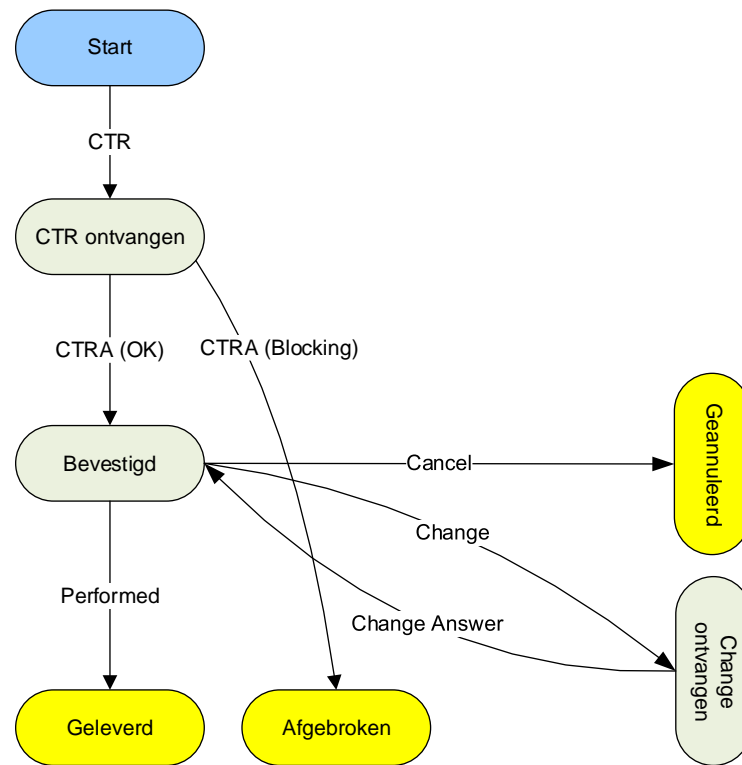 Start
CTR
CTR ontvangen
CTRA (OK)
CTRA (Blocking)
Bevestigd
Cancel
Geannuleerd
Change
Performed
Change Answer
Change
ontvangen
Geleverd
Afgebroken